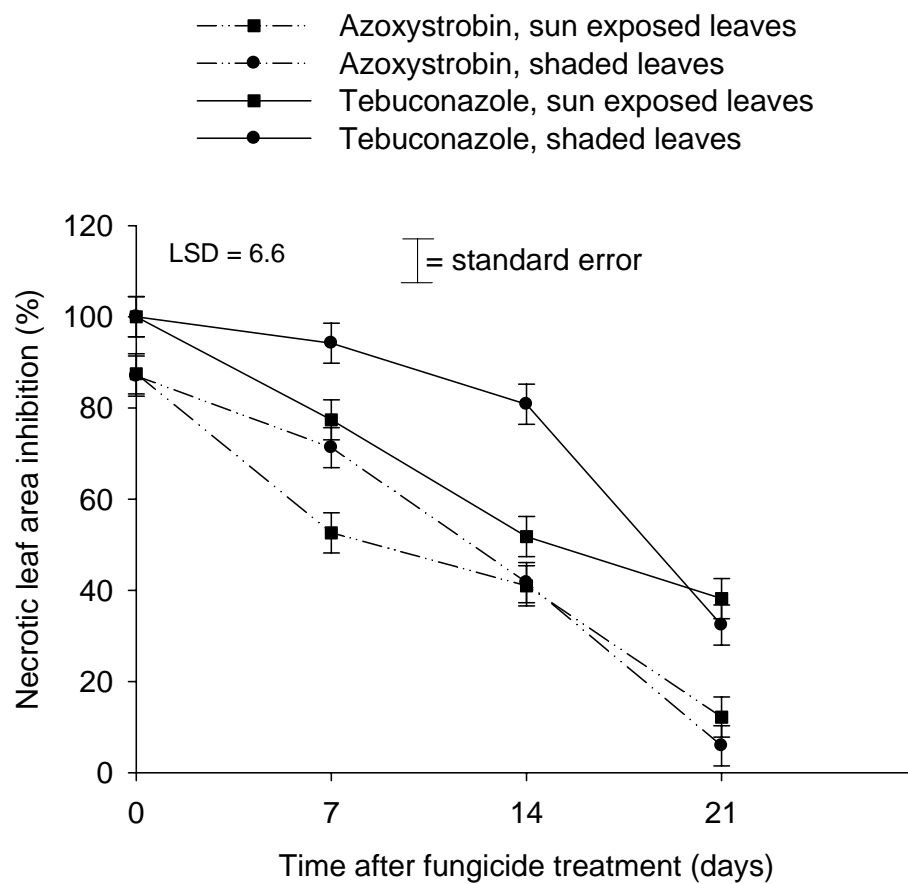 Azoxystrobin, sun exposed leaves
Azoxystrobin, shaded leaves
Tebuconazole, sun exposed leaves
Tebuconazole, shaded leaves
LSD = 6.6
= standard error
Necrotic leaf area inhibition (%)
120
100
80
60
40
20
0
0 7 14 21
Time after fungicide treatment (days)